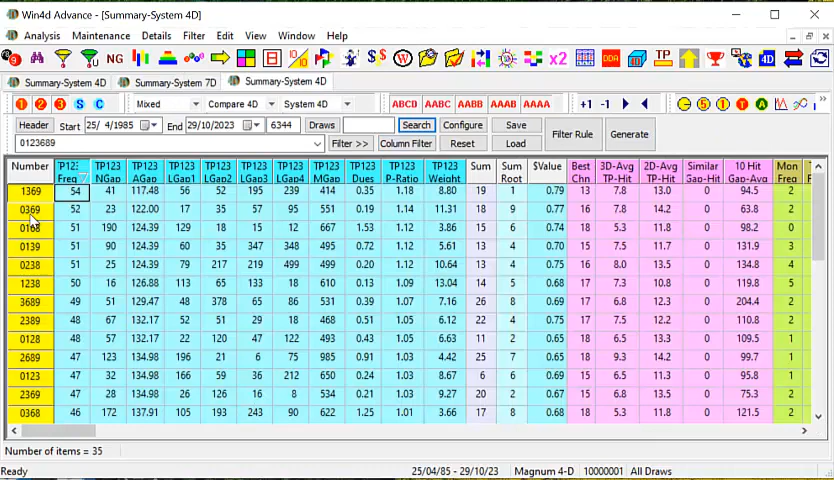 Win4d Advance - [Summary-System 4D]
Analysis Maintenance Details Filter Edit View Option Window Help
NG 10/10 $ W x2 DDA TP 4D
Summary-System 4D Summary-System 7D Summary-System 4D
1 2 3 S C Mixed Compare 4D System 4D ABCD AABC AABB AAAB AAAA +1 -1 5 1 T A
Header Start 25/ 4/1985 End 29/10/2023 6344 Draws Search Configure Save Filter Rule Generate
0123689 Filter >> Column Filter Reset Load
Number TP123 TP123 TP123 TP123 TP123 TP123 TP123 TP123 TP123 TP123 TP123 Sum Sum $Value Best 3D-Avg 2D-Avg Similar 10 Hit Mon
Freq NGap AGap LGap1 LGap2 LGap3 LGap4 MGap Dues P-Ratio Weight Root Chn TP-Hit TP-Hit Gap-Hit Gap-Avg Freq
1369 54 41 117.48 56 52 195 239 414 0.35 1.18 8.80 19 1 0.79 13 7.8 13.0 0 94.5 2
0369 52 23 122.00 17 35 57 95 551 0.19 1.14 11.31 18 9 0.77 16 7.8 14.2 0 63.8 2
0168 51 190 124.39 129 18 15 12 667 1.53 1.12 3.86 15 6 0.74 12 5.3 11.8 0 98.2 0
0139 51 90 124.39 60 35 347 348 495 0.72 1.12 5.61 13 4 0.70 15 7.5 11.7 0 131.9 3
0238 51 25 124.39 79 217 219 499 499 0.20 1.12 10.64 13 4 0.75 16 8.0 13.5 0 134.8 4
1238 50 16 126.88 113 65 133 18 610 0.13 1.09 13.04 14 5 0.68 12 7.3 10.8 0 119.8 5
3689 49 51 129.47 48 378 65 86 531 0.39 1.07 7.16 26 8 0.69 13 6.8 12.3 0 204.4 2
2389 48 67 132.17 52 51 29 18 468 0.51 1.05 6.62 22 4 0.75 17 7.5 12.2 0 110.8 2
0128 48 57 132.17 22 120 47 122 493 0.43 1.05 6.63 11 2 0.65 18 6.5 13.3 0 109.5 1
2689 47 123 134.98 196 21 6 75 985 0.91 1.03 4.42 25 7 0.68 18 9.3 14.2 0 99.7 1
0123 47 32 134.98 166 59 36 212 650 0.24 1.03 8.67 6 6 0.69 15 6.5 11.3 0 95.8 1
2369 47 28 134.98 26 126 16 8 534 0.21 1.03 9.27 20 2 0.67 18 6.8 13.5 0 75.3 2
0368 46 172 137.91 105 193 243 90 622 1.25 1.01 3.66 17 8 0.68 18 5.3 11.8 0 121.5 2
Number of items = 35
Ready 25/04/85 - 29/10/23 Magnum 4-D 10000001 All Draws